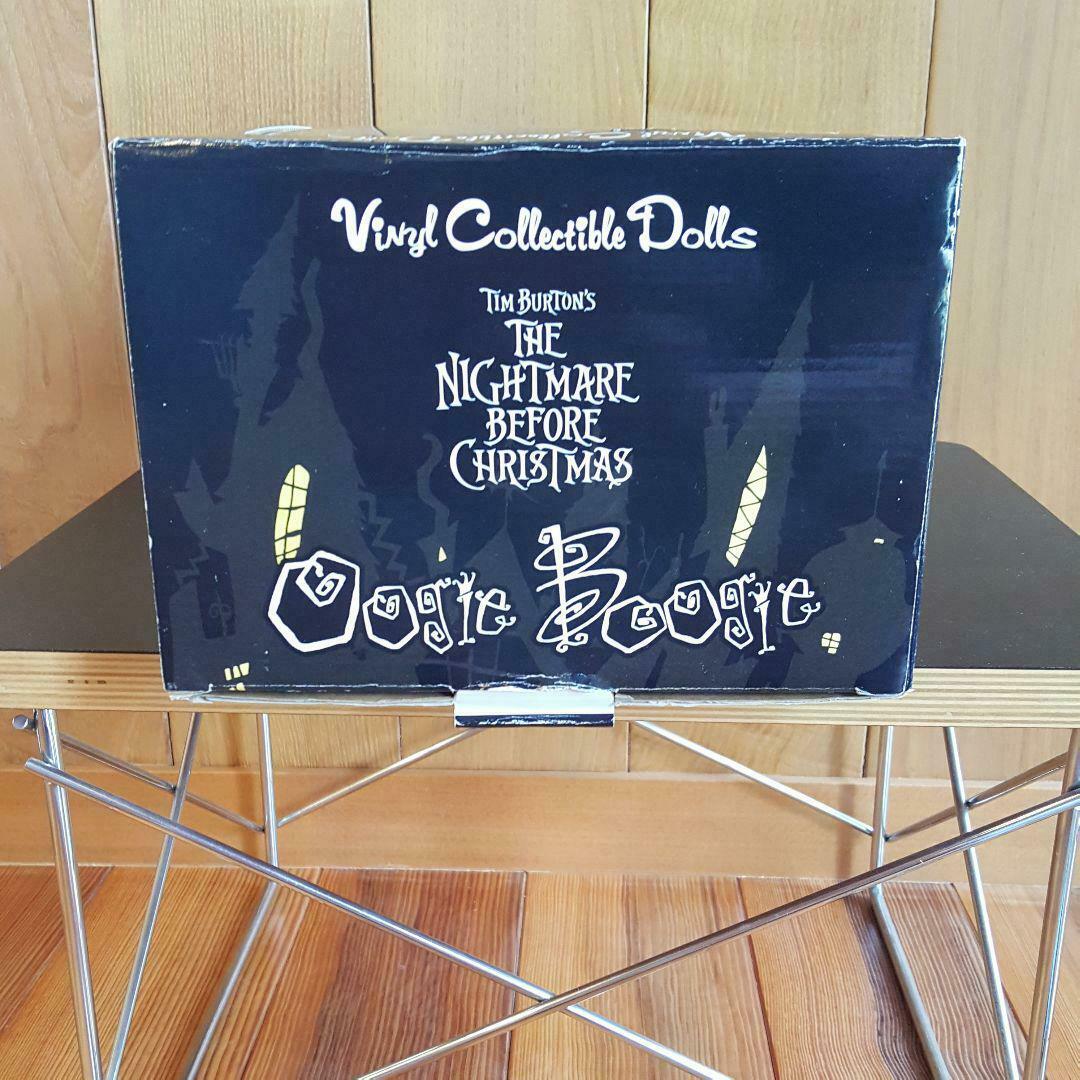 Vinyl Collectible Dolls
TIM BURTON'S
THE
NIGHTMARE
BEFORE
CHRISTMAS
Oogie Boogie